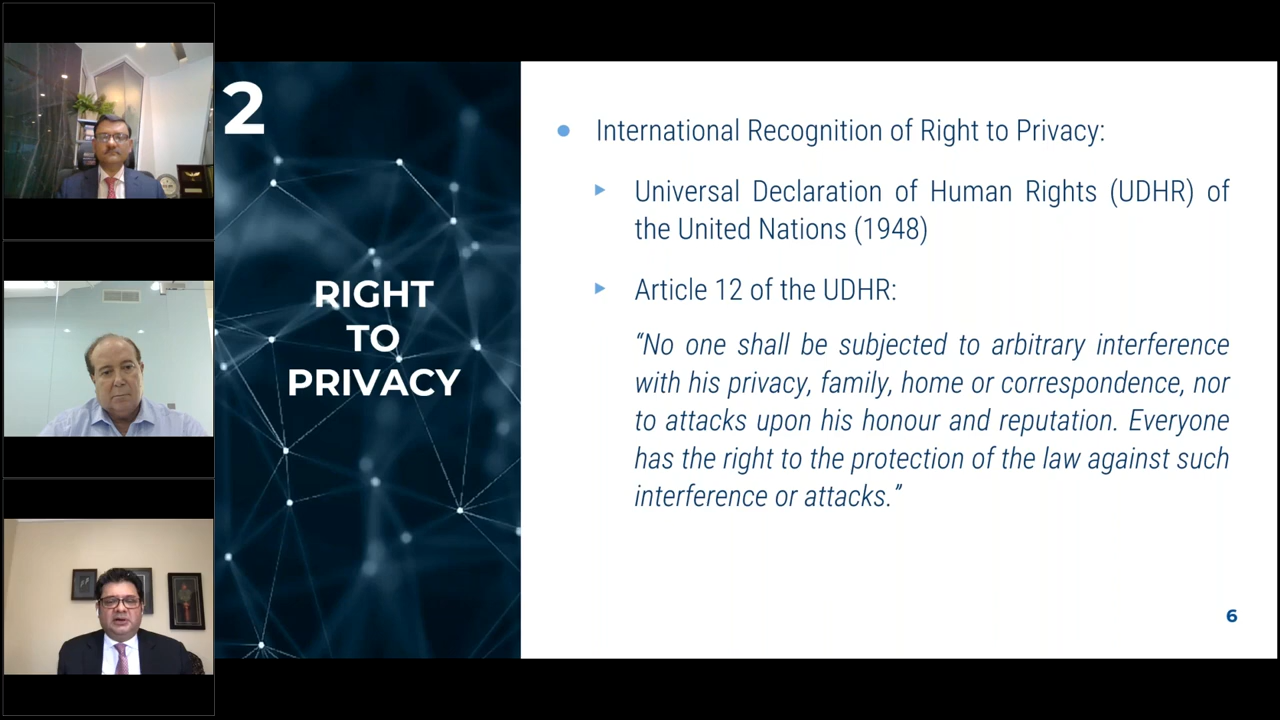 2
RIGHT
TO
PRIVACY
● International Recognition of Right to Privacy:
▸ Universal Declaration of Human Rights (UDHR) of
the United Nations (1948)
▸ Article 12 of the UDHR:
“No one shall be subjected to arbitrary interference
with his privacy, family, home or correspondence, nor
to attacks upon his honour and reputation. Everyone
has the right to the protection of the law against such
interference or attacks.”
6